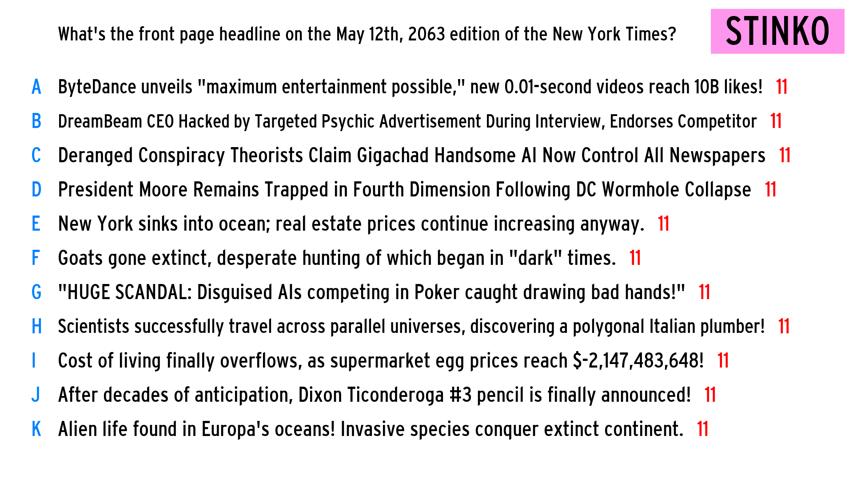 What's the front page headline on the May 12th, 2063 edition of the New York Times?
STINKO
A ByteDance unveils "maximum entertainment possible," new 0.01-second videos reach 10B likes! 11
B DreamBeam CEO Hacked by Targeted Psychic Advertisement During Interview, Endorses Competitor 11
C Deranged Conspiracy Theorists Claim Gigachad Handsome AI Now Control All Newspapers 11
D President Moore Remains Trapped in Fourth Dimension Following DC Wormhole Collapse 11
E New York sinks into ocean; real estate prices continue increasing anyway. 11
F Goats gone extinct, desperate hunting of which began in "dark" times. 11
G "HUGE SCANDAL: Disguised AIs competing in Poker caught drawing bad hands!" 11
H Scientists successfully travel across parallel universes, discovering a polygonal Italian plumber! 11
I Cost of living finally overflows, as supermarket egg prices reach $-2,147,483,648! 11
J After decades of anticipation, Dixon Ticonderoga #3 pencil is finally announced! 11
K Alien life found in Europa's oceans! Invasive species conquer extinct continent. 11